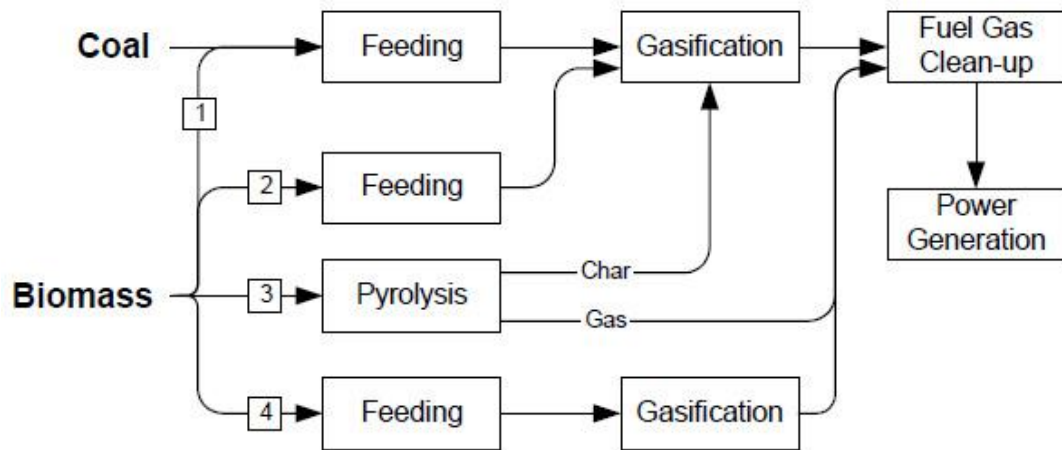 Coal
Feeding
Gasification
Fuel Gas
Clean-up
1
2
Feeding
Power
Generation
Biomass
3
Pyrolysis
Char
Gas
4
Feeding
Gasification